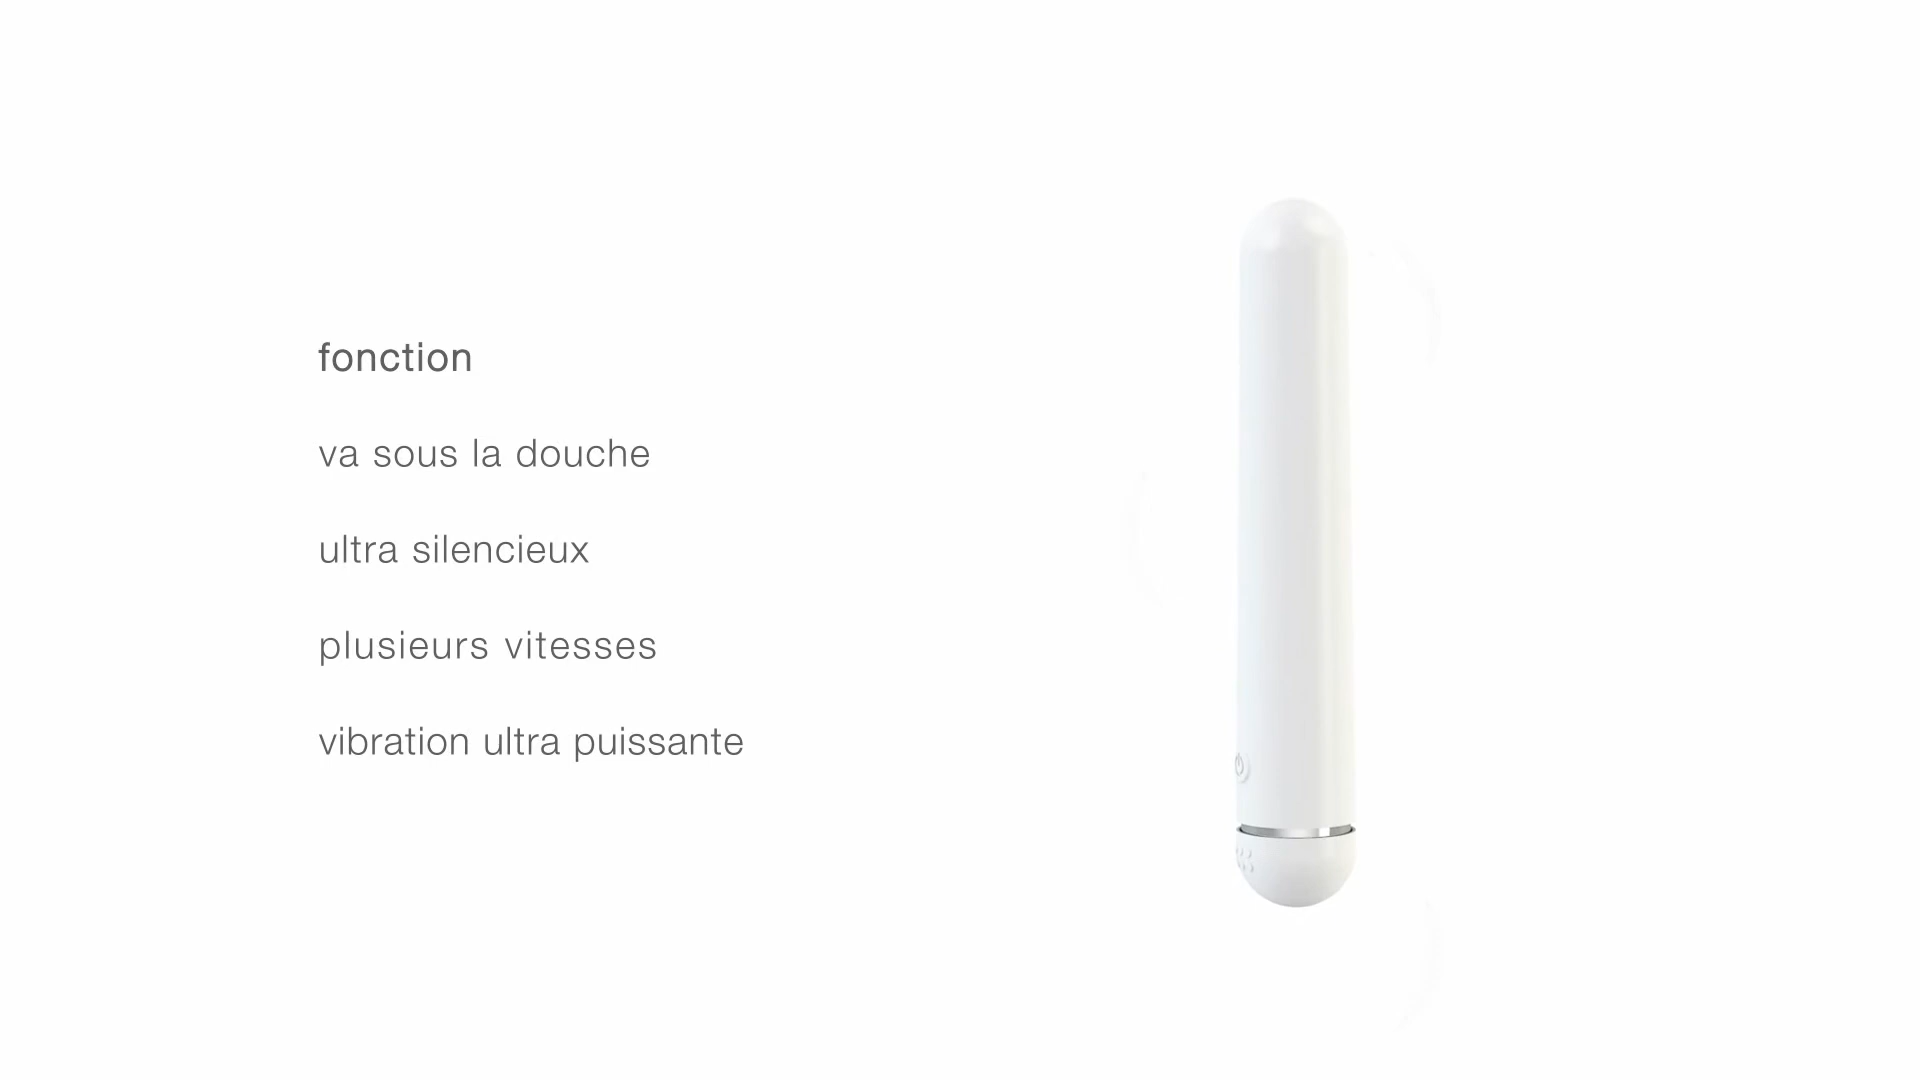 fonction
va sous la douche
ultra silencieux
plusieurs vitesses
vibration ultra puissante